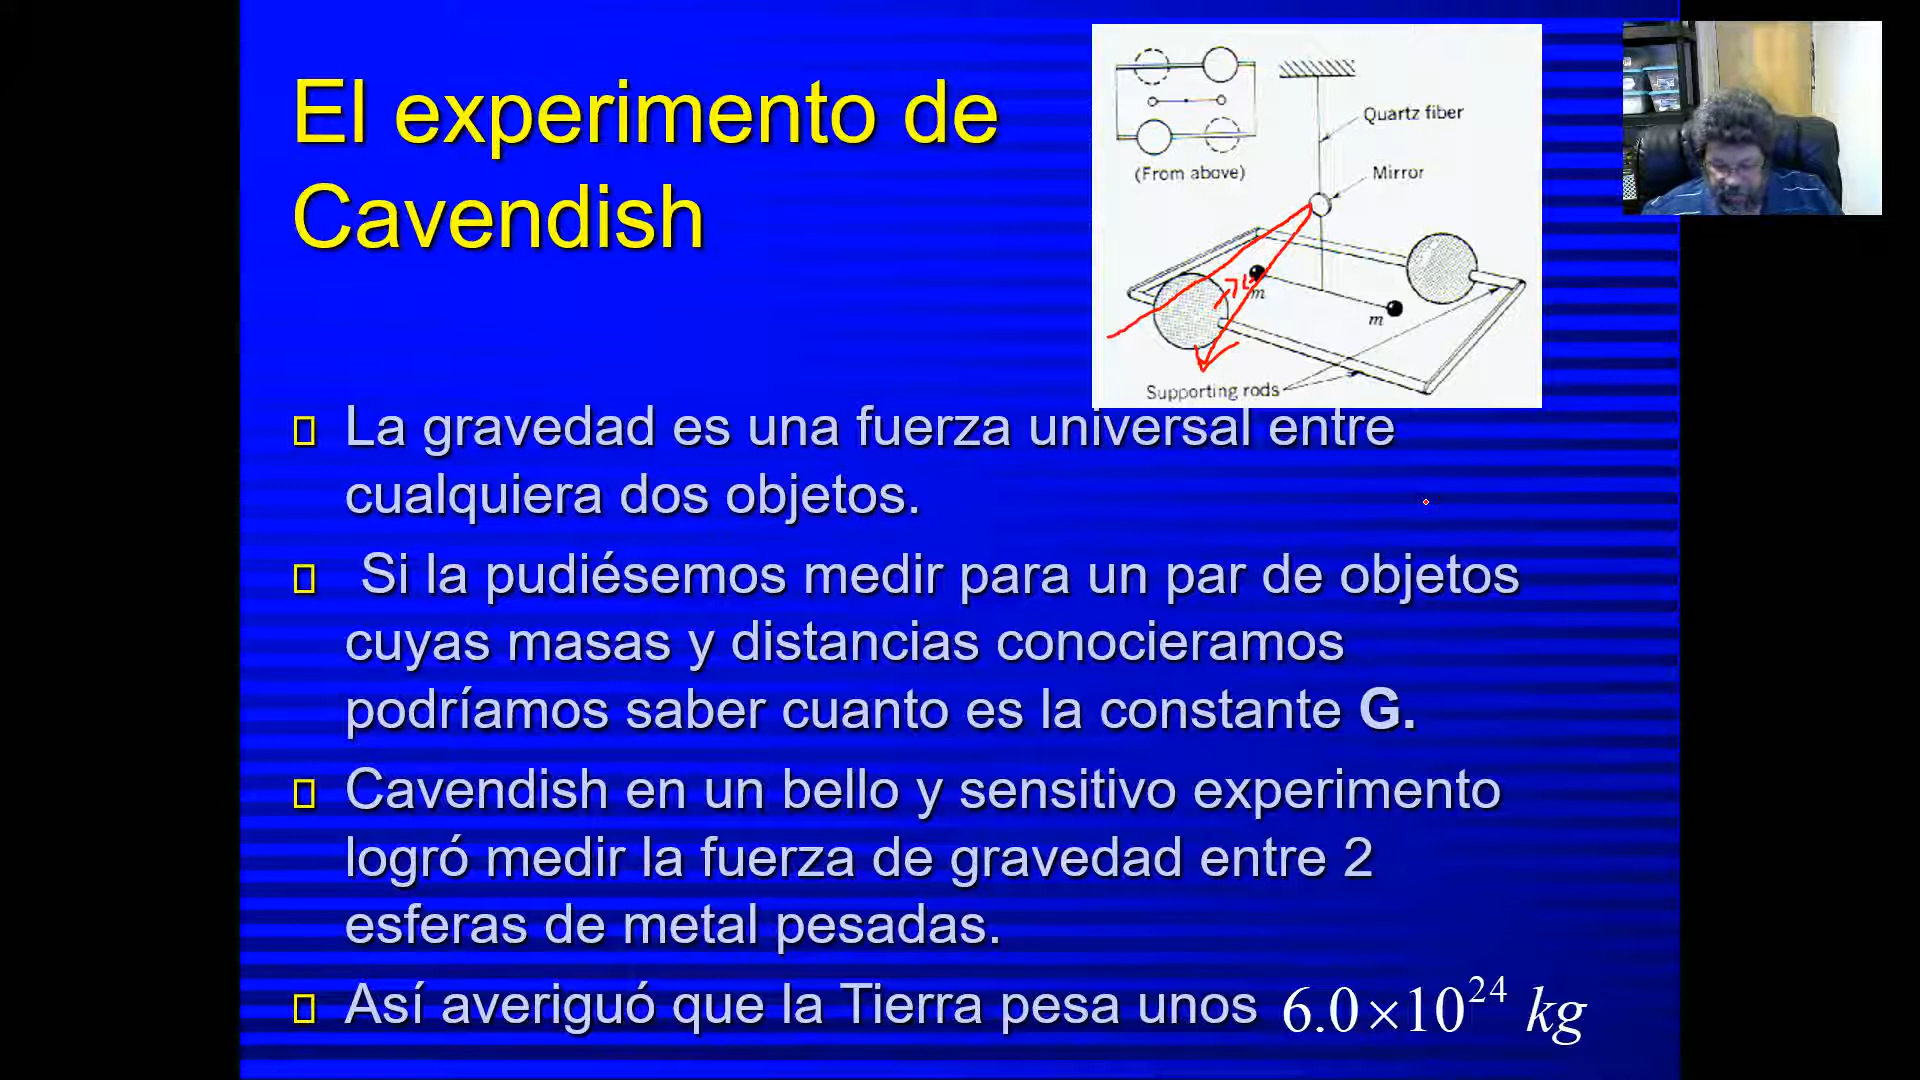 El experimento de
Cavendish
(From above)
Quartz fiber
Mirror
m
m
Supporting rods
La gravedad es una fuerza universal entre
cualquiera dos objetos.
Si la pudiésemos medir para un par de objetos
cuyas masas y distancias conocieramos
podríamos saber cuanto es la constante G.
Cavendish en un bello y sensitivo experimento
logró medir la fuerza de gravedad entre 2
esferas de metal pesadas.
Así averiguó que la Tierra pesa unos 6.0×10²⁴ kg